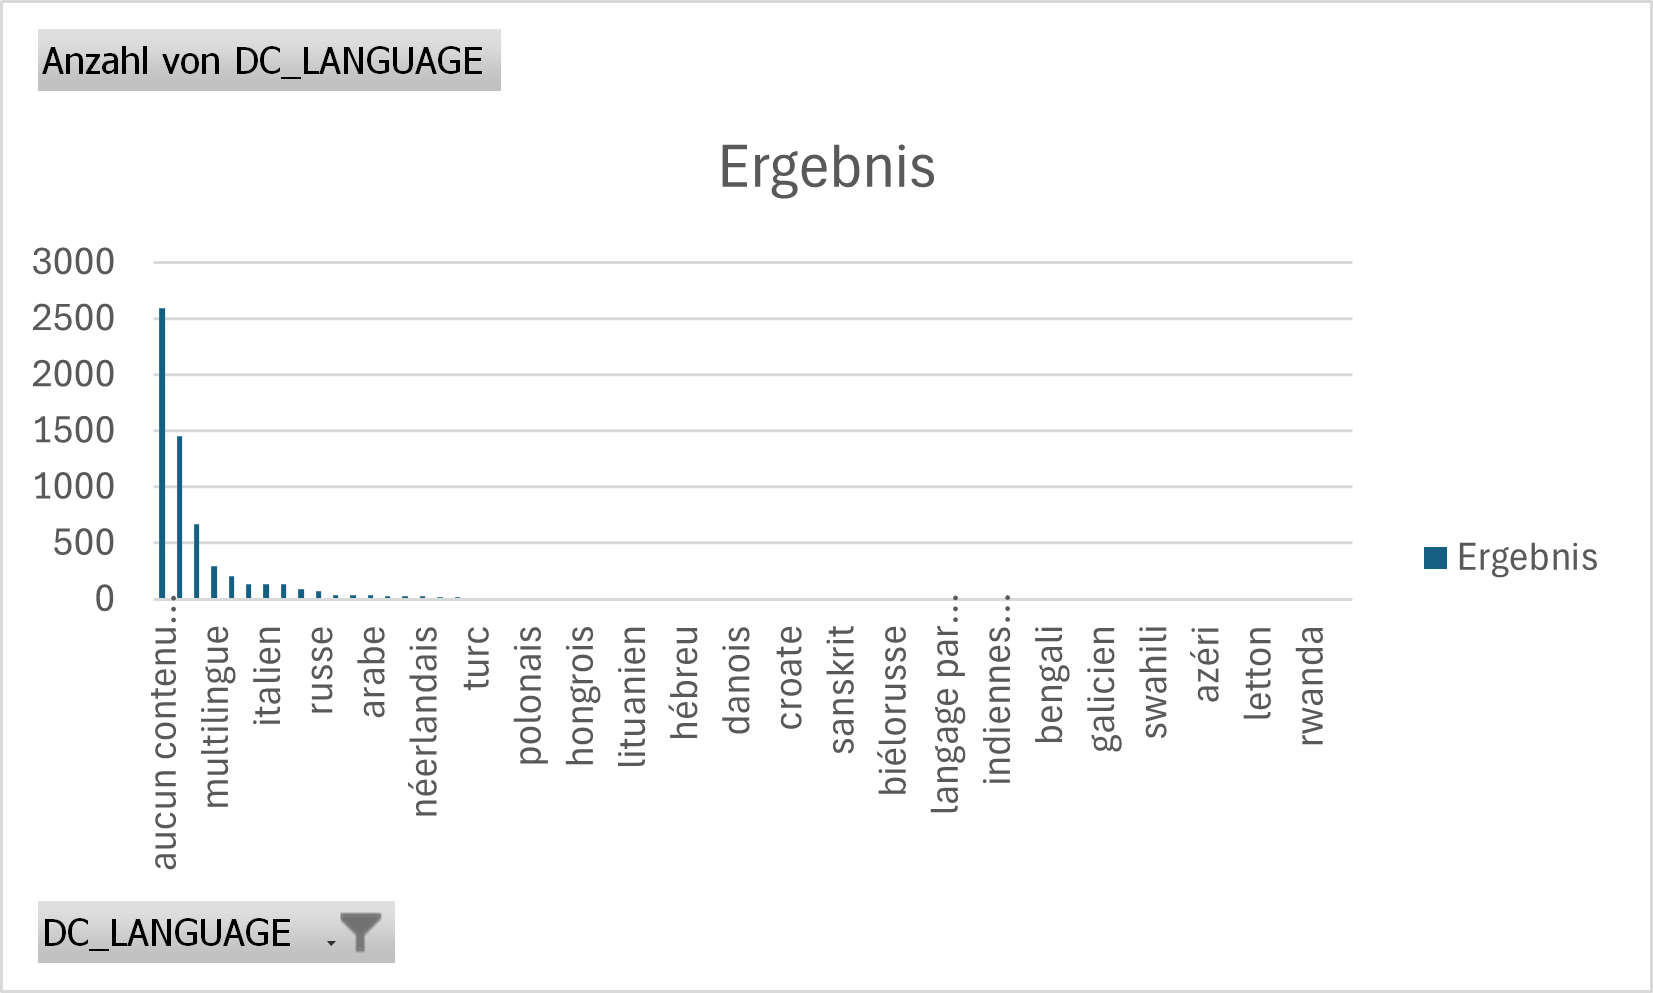 Anzahl von DC_LANGUAGE
Ergebnis
3000
2500
2000
1500
1000
500
0
Ergebnis
aucun contenu…
multilingue
italien
russe
arabe
néerlandais
turc
polonais
hongrois
lituanien
hébreu
danois
croate
sanskrit
biélorusse
langage par…
indiennes…
bengali
galicien
swahili
azéri
letton
rwanda
DC_LANGUAGE